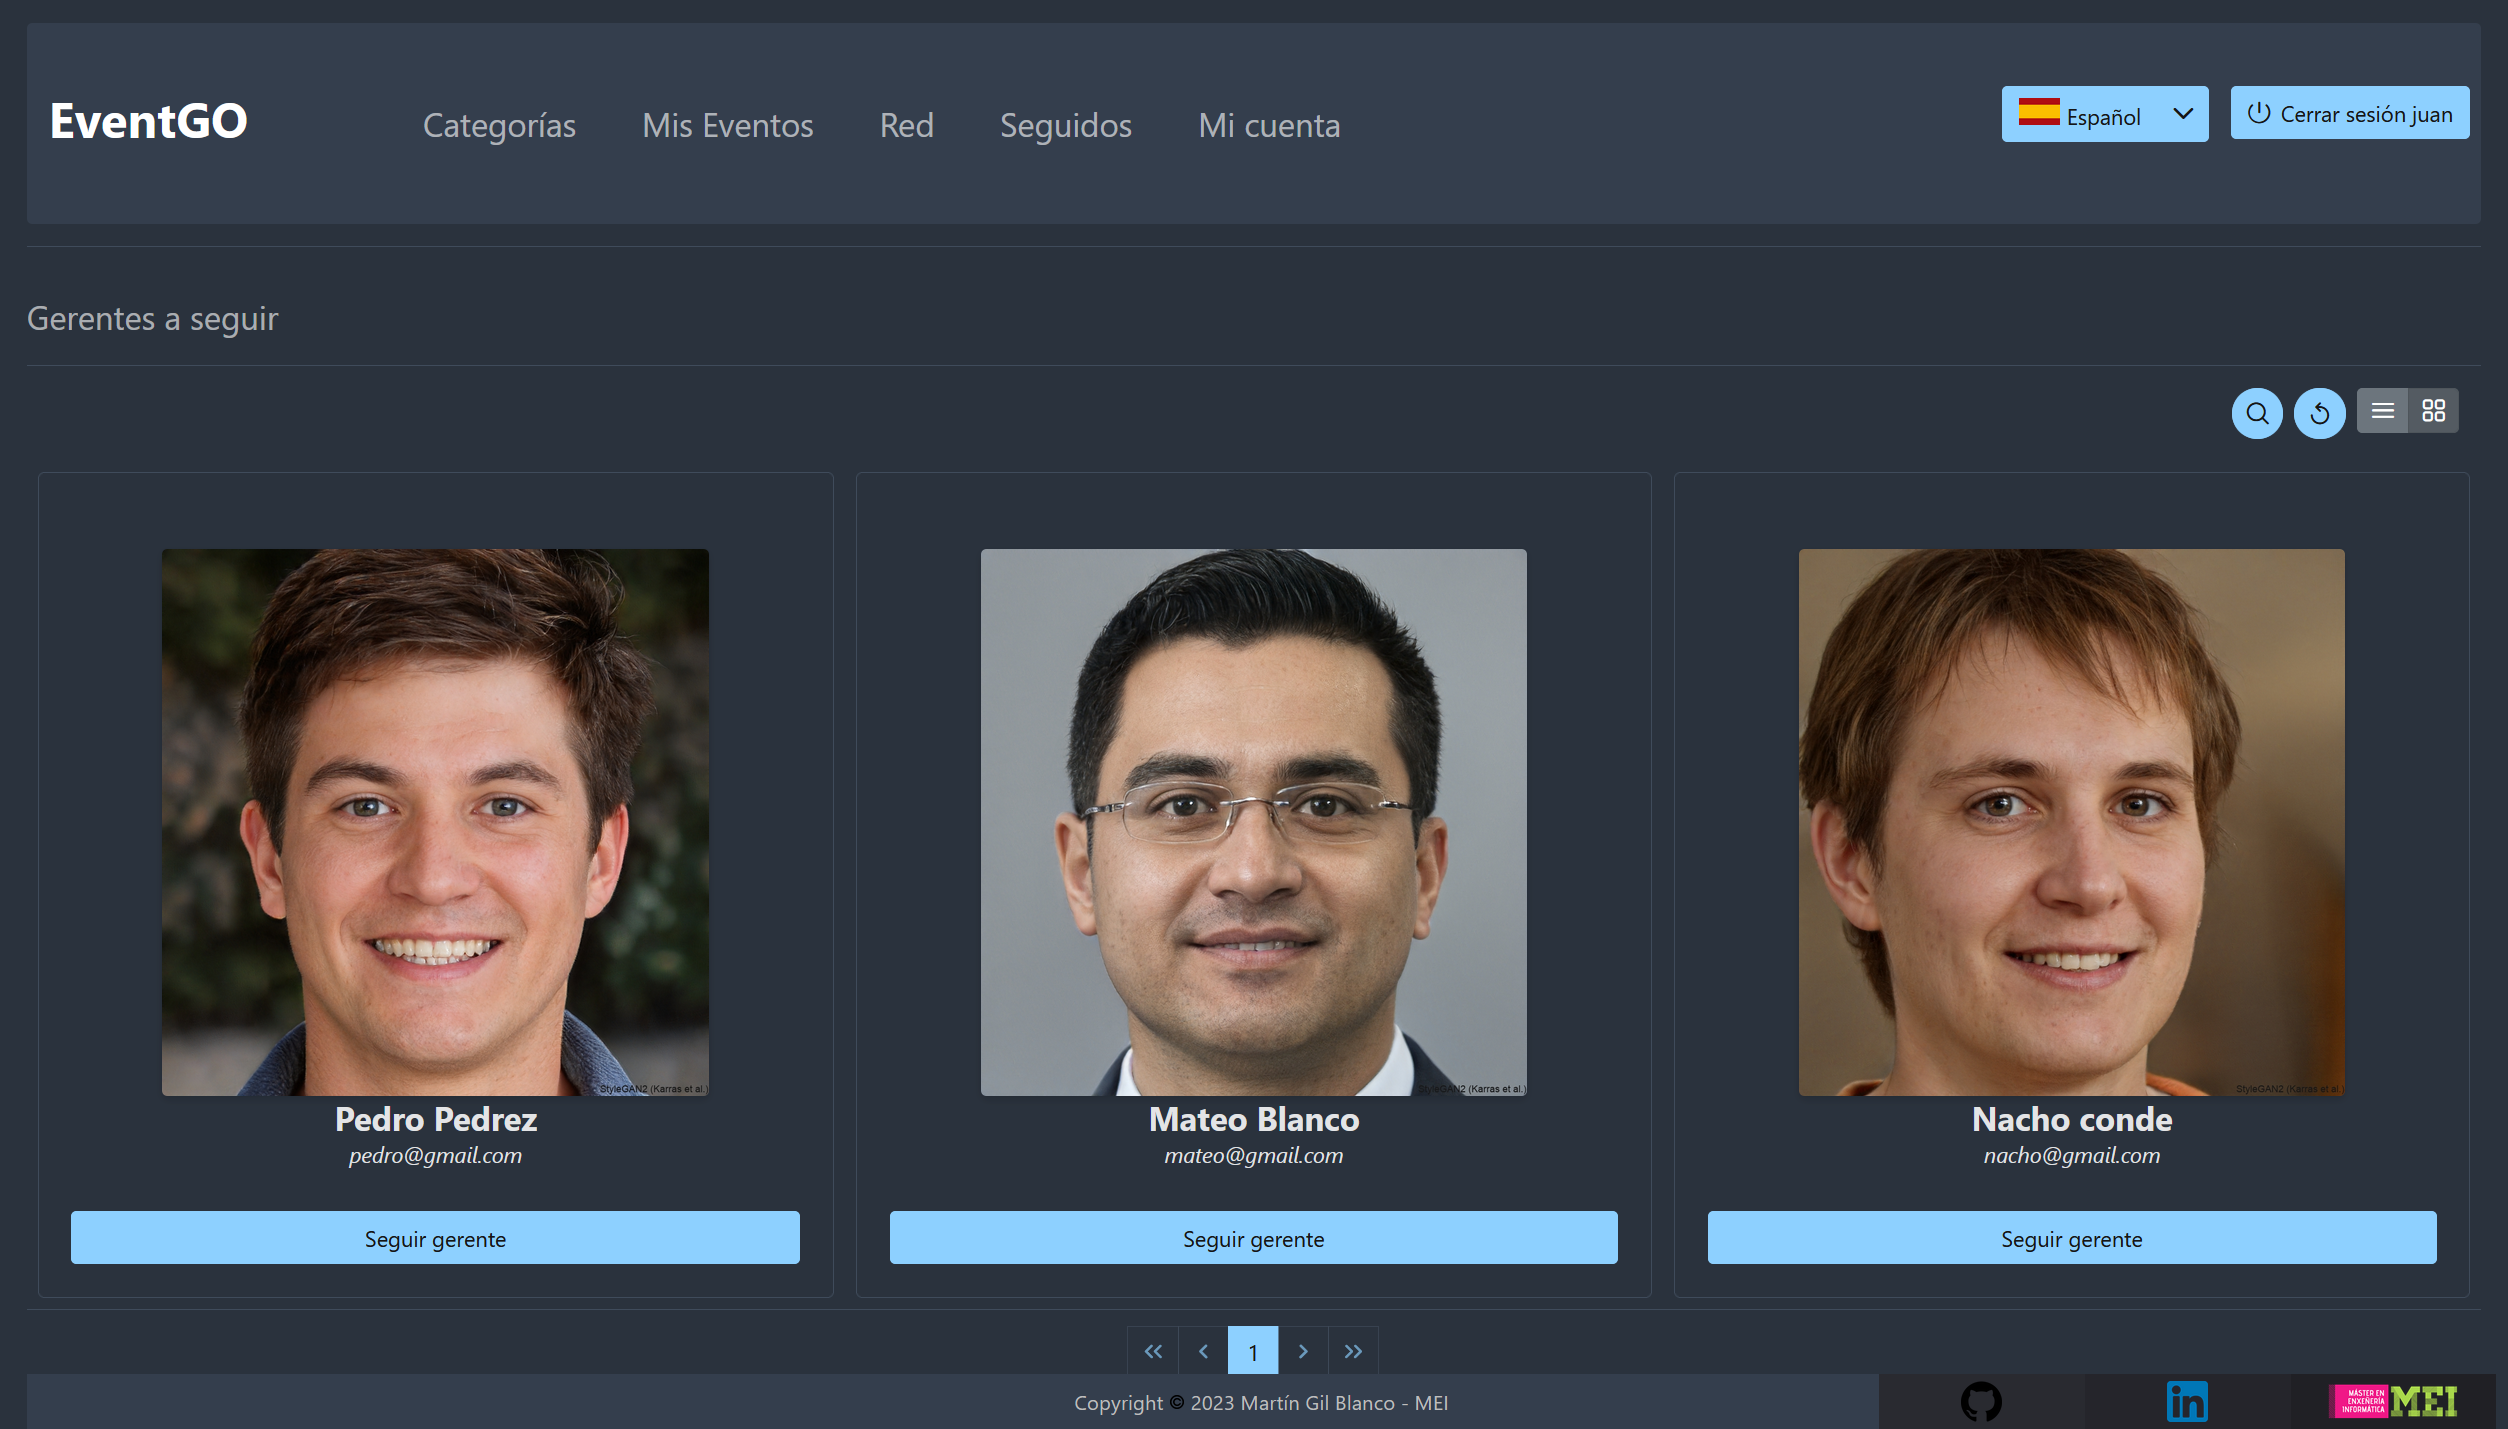 EventGO
Categorías
Mis Eventos
Red
Seguidos
Mi cuenta
Español
Cerrar sesión juan
Gerentes a seguir
StyleGAN2 (Karras et al.)
StyleGAN2 (Karras et al.)
StyleGAN2 (Karras et al.)
Pedro Pedrez
pedro@gmail.com
Seguir gerente
Mateo Blanco
mateo@gmail.com
Seguir gerente
Nacho conde
nacho@gmail.com
Seguir gerente
1
Copyright © 2023 Martín Gil Blanco - MEI
in
MÁSTER EN
ENXEÑERÍA
INFORMÁTICA
MEI